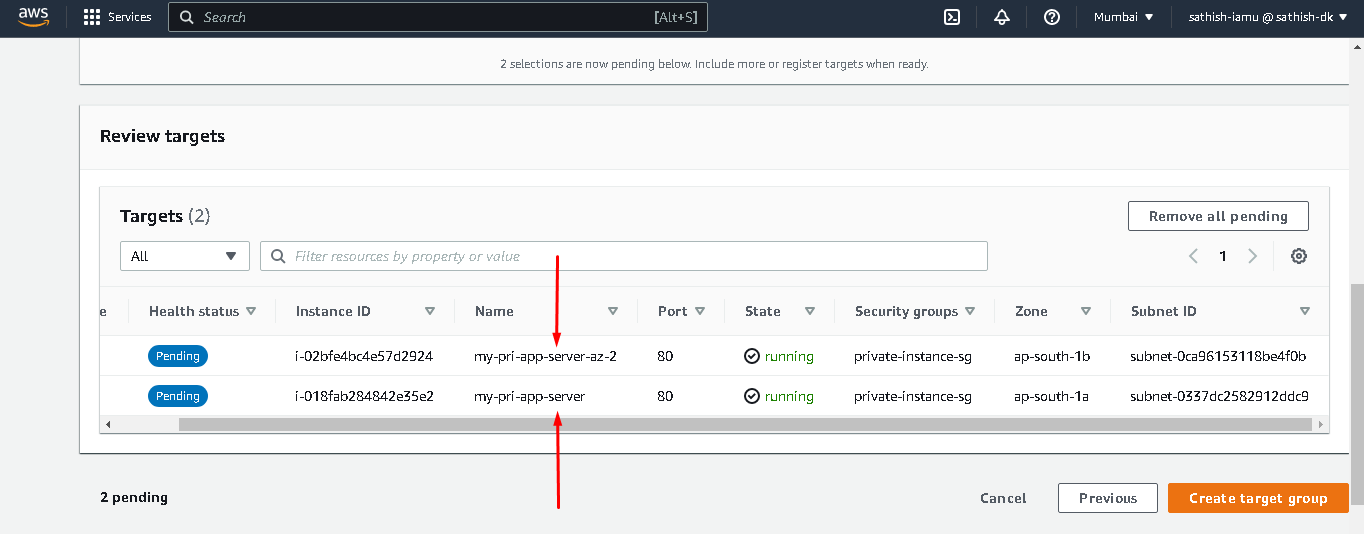 aws Services Search [Alt+S] Mumbai sathish-iamu @ sathish-dk
2 selections are now pending below. Include more or register targets when ready.
Review targets
Targets (2) Remove all pending
All Filter resources by property or value 1
e Health status Instance ID Name Port State Security groups Zone Subnet ID
Pending i-02bfe4bc4e57d2924 my-pri-app-server-az-2 80 running private-instance-sg ap-south-1b subnet-0ca96153118be4f0b
Pending i-018fab284842e35e2 my-pri-app-server 80 running private-instance-sg ap-south-1a subnet-0337dc2582912ddc9
2 pending Cancel Previous Create target group